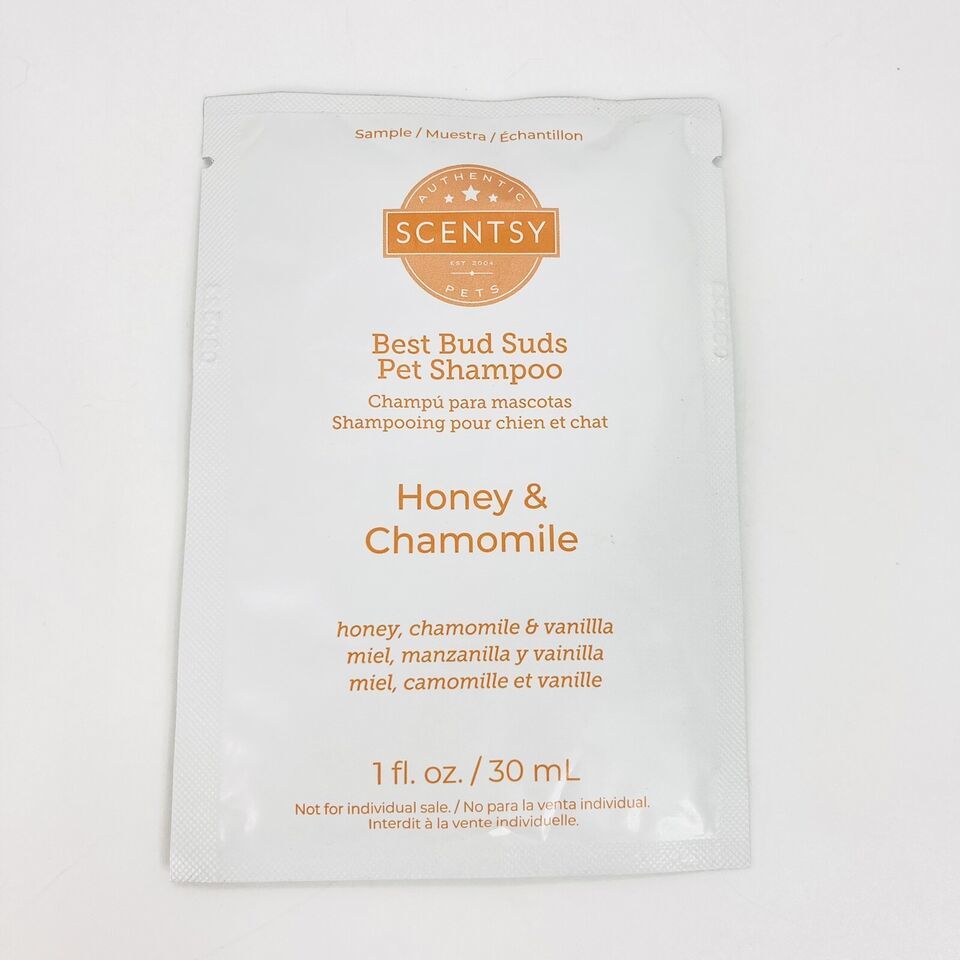 Sample / Muestra / Échantillon
AUTHENTIC
SCENTSY
EST 2004
PETS
Best Bud Suds
Pet Shampoo
Champú para mascotas
Shampooing pour chien et chat
Honey &
Chamomile
honey, chamomile & vanillla
miel, manzanilla y vainilla
miel, camomille et vanille
1 fl. oz. / 30 mL
Not for individual sale. / No para la venta individual.
Interdit à la vente individuelle.